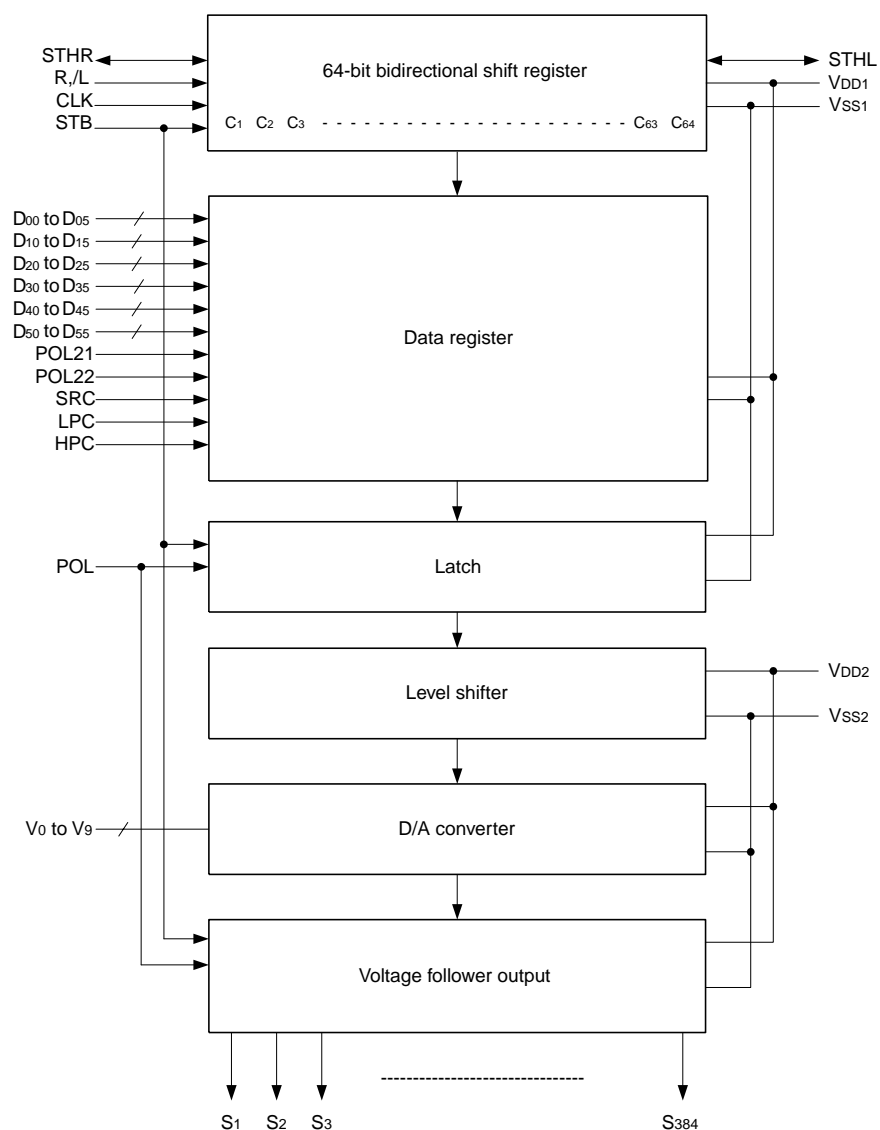 STHR
64-bit bidirectional shift register
STHL
R,/L
VDD1
CLK
VSS1
STB
C1 C2 C3 - - - - - - - - - - - - - - - - - - - - - - - - - - - - - C63 C64
D00 to D05
D10 to D15
D20 to D25
D30 to D35
D40 to D45
D50 to D55
Data register
POL21
POL22
SRC
LPC
HPC
POL
Latch
Level shifter
VDD2
VSS2
V0 to V9
D/A converter
Voltage follower output
S1 S2 S3 ------------------------------ S384